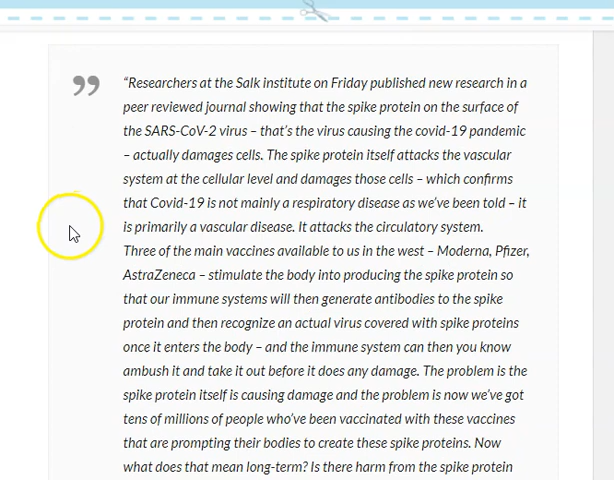 ”
“Researchers at the Salk institute on Friday published new research in a
peer reviewed journal showing that the spike protein on the surface of
the SARS-CoV-2 virus – that’s the virus causing the covid-19 pandemic
– actually damages cells. The spike protein itself attacks the vascular
system at the cellular level and damages those cells – which confirms
that Covid-19 is not mainly a respiratory disease as we’ve been told – it
is primarily a vascular disease. It attacks the circulatory system.
Three of the main vaccines available to us in the west – Moderna, Pfizer,
AstraZeneca – stimulate the body into producing the spike protein so
that our immune systems will then generate antibodies to the spike
protein and then recognize an actual virus covered with spike proteins
once it enters the body – and the immune system can then you know
ambush it and take it out before it does any damage. The problem is the
spike protein itself is causing damage and the problem is now we’ve got
tens of millions of people who’ve been vaccinated with these vaccines
that are prompting their bodies to create these spike proteins. Now
what does that mean long-term? Is there harm from the spike protein